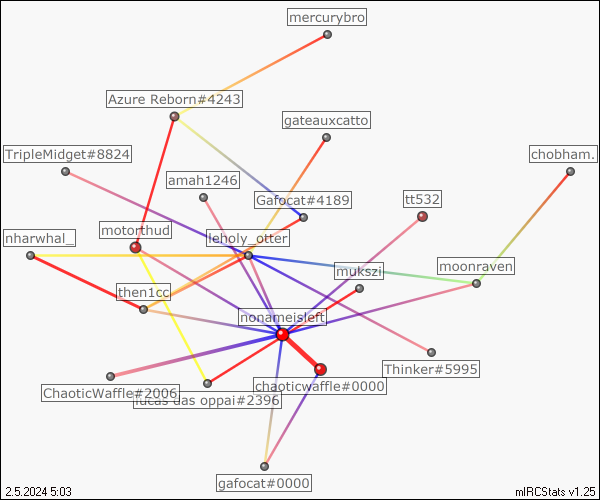 mercurybro
Azure Reborn#4243
gateauxcatto
TripleMidget#8824
chobham.
amah1246
Gafocat#4189
tt532
motorthud
nharwhal_
leholy_otter
mukszi
moonraven
then1cc
nonameisleft
Thinker#5995
chaoticwaffle#0000
ChaoticWaffle#2006
lucas das oppai#2396
gafocat#0000
2.5.2024 5:03
mIRCStats v1.25